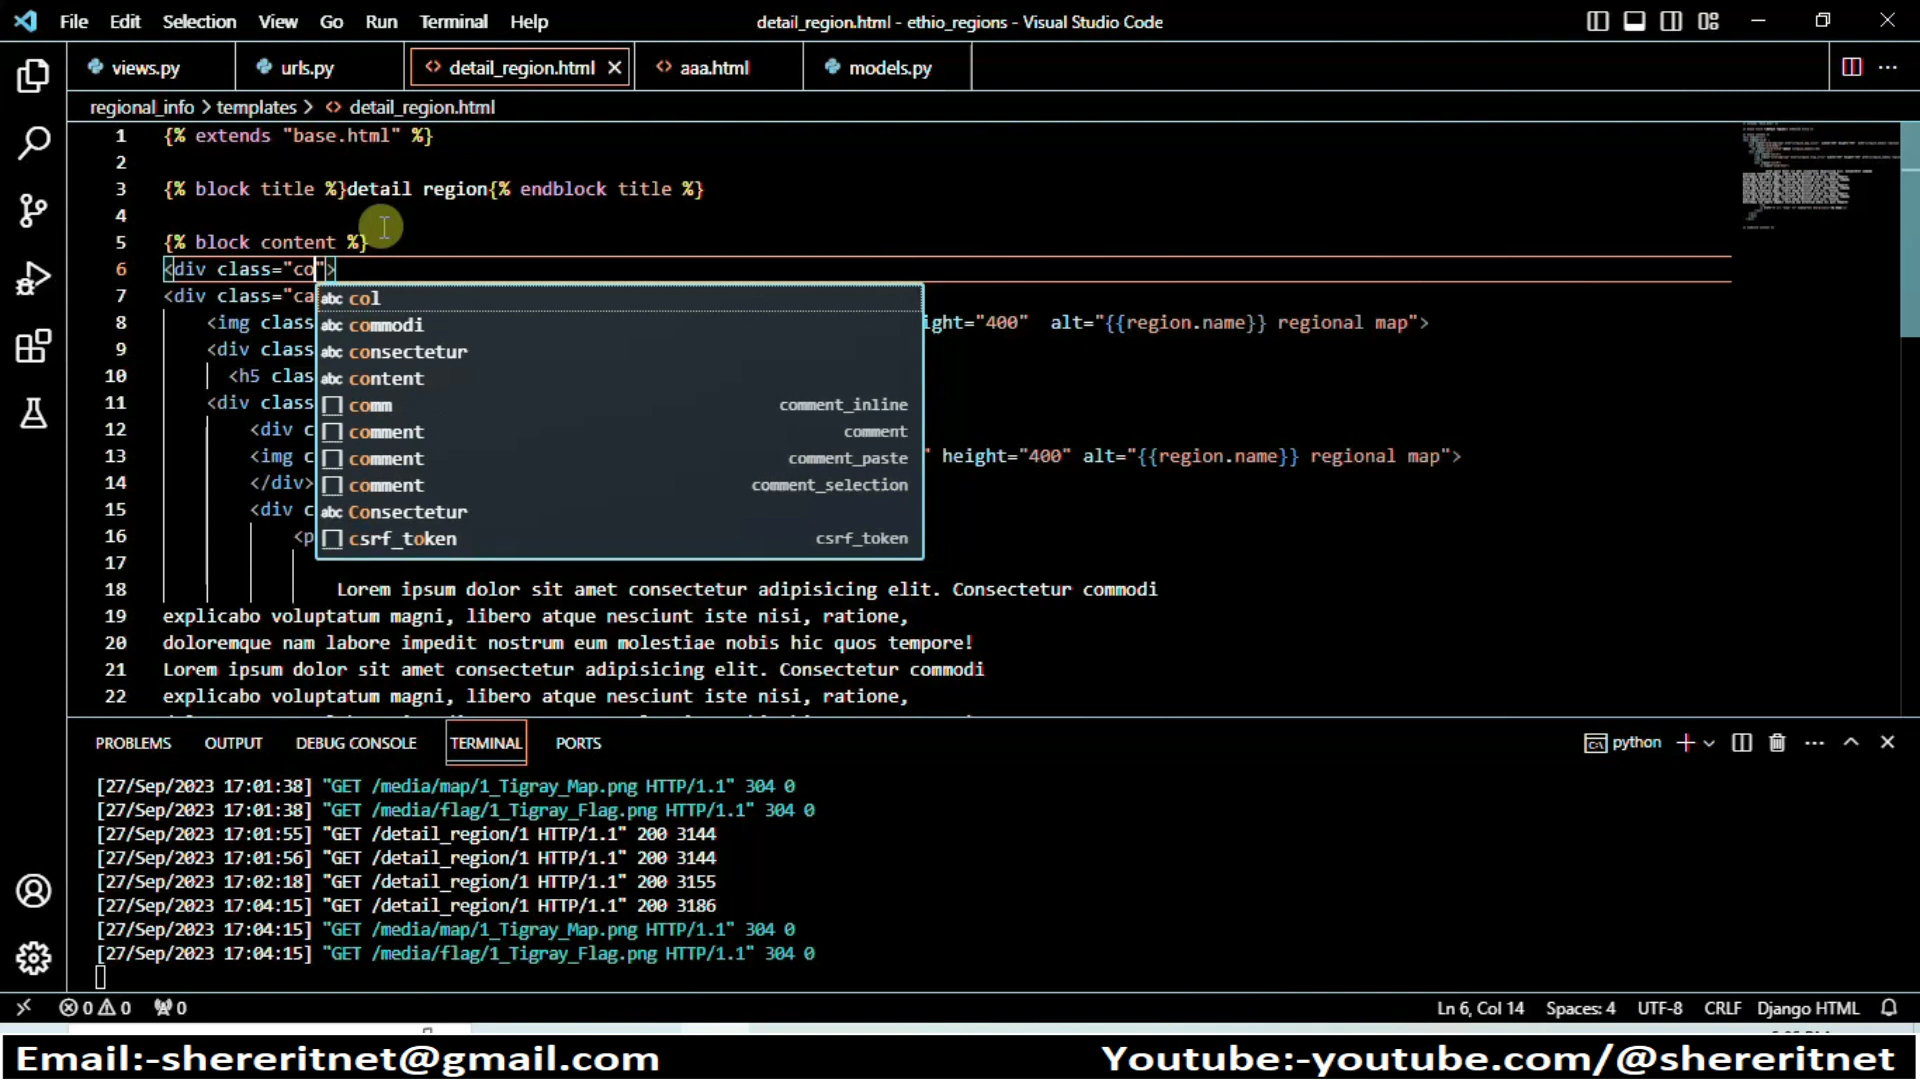 File Edit Selection View Go Run Terminal Help detail_region.html - ethio_regions - Visual Studio Code
views.py urls.py detail_region.html aaa.html models.py
regional_info > templates > detail_region.html
1 {% extends "base.html" %}
2
3 {% block title %}detail region{% endblock title %}
4
5 {% block content %}
6 <div class="co">
7 <div class="ca
8 <img class ight="400" alt="{{region.name}} regional map">
9 <div class
10 <h5 clas
11 <div class
12 <div c
13 <img c " height="400" alt="{{region.name}} regional map">
14 </div>
15 <div c
16 <p
17
18 Lorem ipsum dolor sit amet consectetur adipisicing elit. Consectetur commodi
19 explicabo voluptatum magni, libero atque nesciunt iste nisi, ratione,
20 doloremque nam labore impedit nostrum eum molestiae nobis hic quos tempore!
21 Lorem ipsum dolor sit amet consectetur adipisicing elit. Consectetur commodi
22 explicabo voluptatum magni, libero atque nesciunt iste nisi, ratione,
abc col
abc commodi
abc consectetur
abc content
comm comment_inline
comment comment
comment comment_paste
comment comment_selection
abc Consectetur
csrf_token csrf_token
PROBLEMS OUTPUT DEBUG CONSOLE TERMINAL PORTS python
[27/Sep/2023 17:01:38] "GET /media/map/1_Tigray_Map.png HTTP/1.1" 304 0
[27/Sep/2023 17:01:38] "GET /media/flag/1_Tigray_Flag.png HTTP/1.1" 304 0
[27/Sep/2023 17:01:55] "GET /detail_region/1 HTTP/1.1" 200 3144
[27/Sep/2023 17:01:56] "GET /detail_region/1 HTTP/1.1" 200 3144
[27/Sep/2023 17:02:18] "GET /detail_region/1 HTTP/1.1" 200 3155
[27/Sep/2023 17:04:15] "GET /detail_region/1 HTTP/1.1" 200 3186
[27/Sep/2023 17:04:15] "GET /media/map/1_Tigray_Map.png HTTP/1.1" 304 0
[27/Sep/2023 17:04:15] "GET /media/flag/1_Tigray_Flag.png HTTP/1.1" 304 0
0 0 0 Ln 6, Col 14 Spaces: 4 UTF-8 CRLF Django HTML
Email:-shereritnet@gmail.com Youtube:-youtube.com/@shereritnet